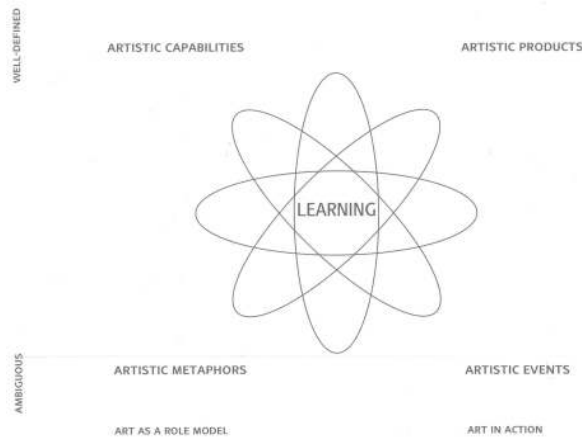 WELL-DEFINED
ARTISTIC CAPABILITIES
ARTISTIC PRODUCTS
LEARNING
AMBIGUOUS
ARTISTIC METAPHORS
ARTISTIC EVENTS
ART AS A ROLE MODEL
ART IN ACTION